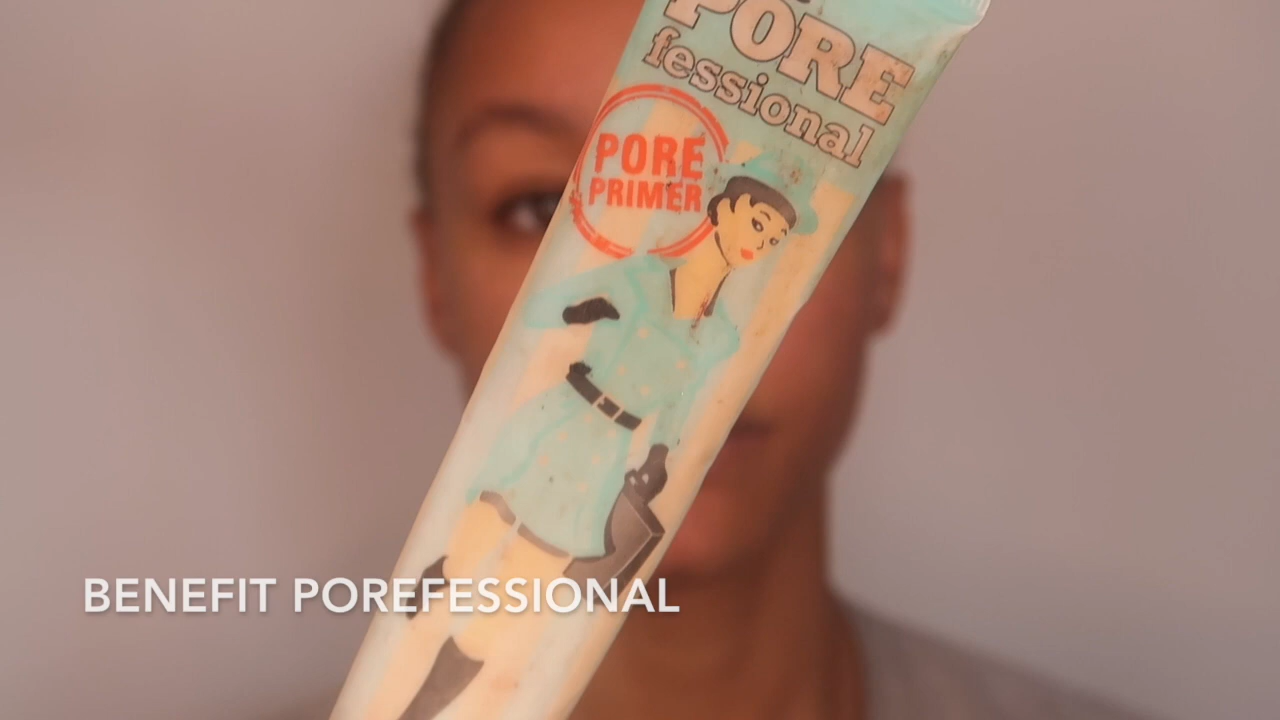 PORE
fessional
PORE
PRIMER
BENEFIT POREFESSIONAL